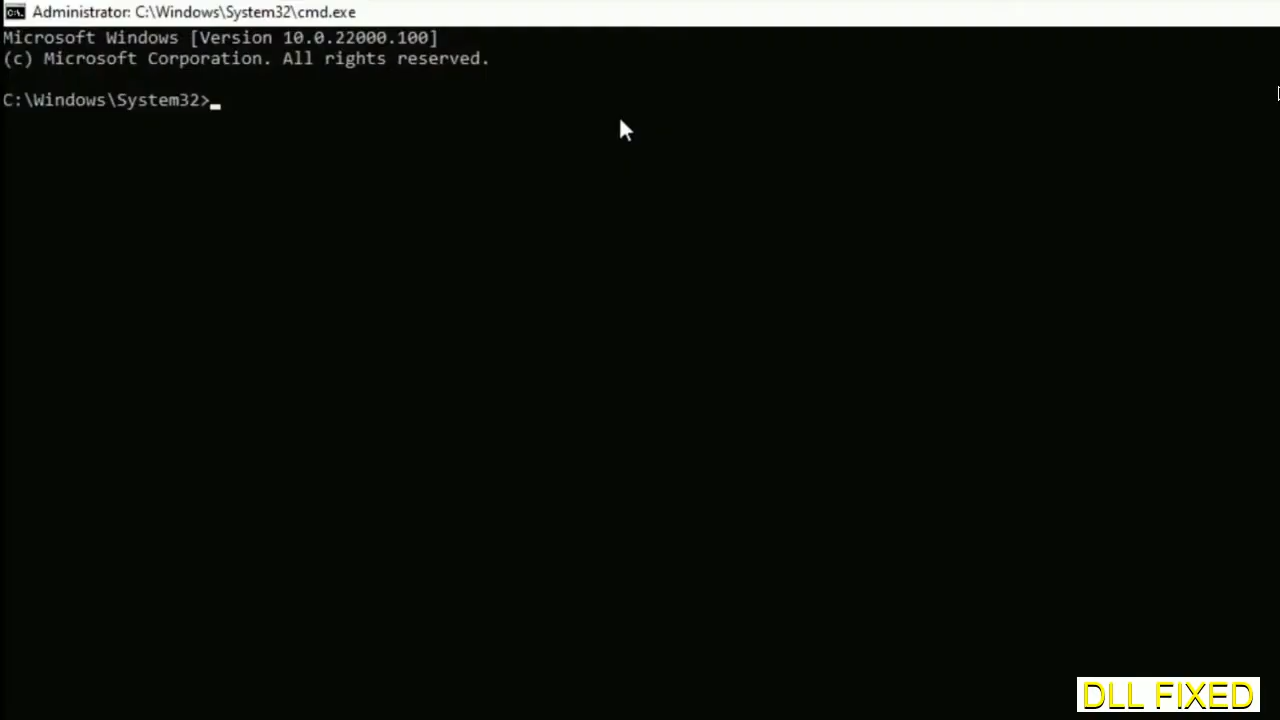 Administrator: C:\Windows\System32\cmd.exe
Microsoft Windows [Version 10.0.22000.100]
(c) Microsoft Corporation. All rights reserved.
C:\Windows\System32>
DLL FIXED